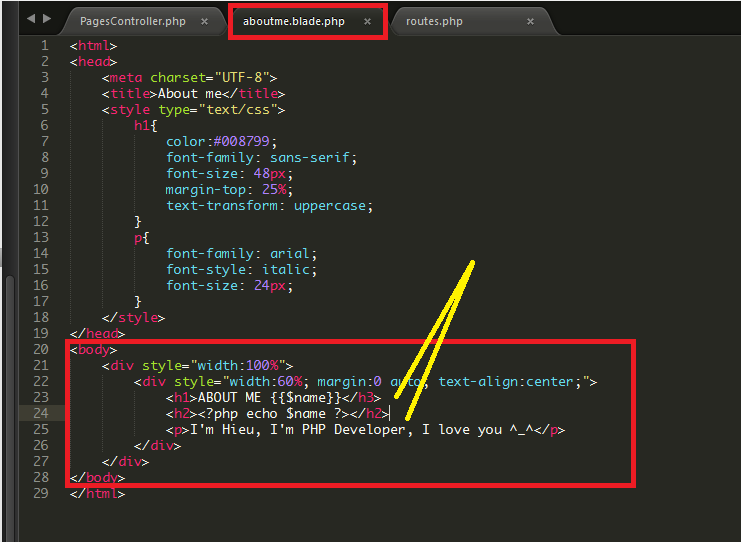 PagesController.php × aboutme.blade.php × routes.php ×
1 <html>
2 <head>
3 <meta charset="UTF-8">
4 <title>About me</title>
5 <style type="text/css">
6 h1{
7 color:#008799;
8 font-family: sans-serif;
9 font-size: 48px;
10 margin-top: 25%;
11 text-transform: uppercase;
12 }
13 p{
14 font-family: arial;
15 font-style: italic;
16 font-size: 24px;
17 }
18 </style>
19 </head>
20 <body>
21 <div style="width:100%">
22 <div style="width:60%; margin:0 auto; text-align:center;">
23 <h1>ABOUT ME {{$name}}</h3>
24 <h2><?php echo $name ?></h2>
25 <p>I'm Hieu, I'm PHP Developer, I love you ^_^</p>
26 </div>
27 </div>
28 </body>
29 </html>